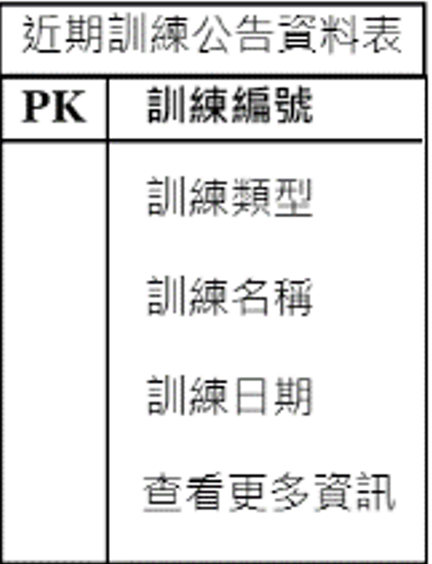 近期訓練公告資料表
PK 訓練編號
訓練類型
訓練名稱
訓練日期
查看更多資訊